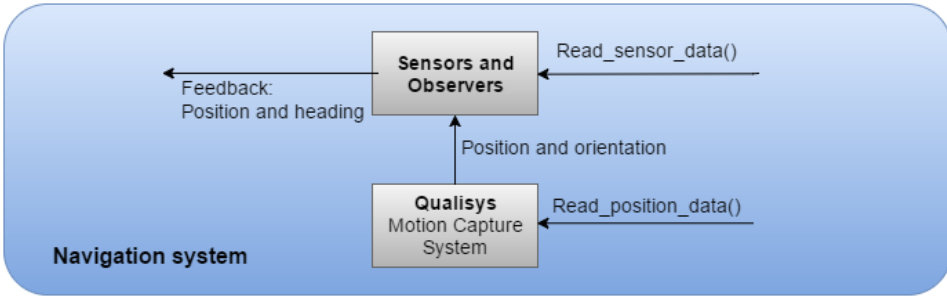 Sensors and
Observers
Read_sensor_data()
Feedback:
Position and heading
Position and orientation
Qualisys
Motion Capture
System
Read_position_data()
Navigation system